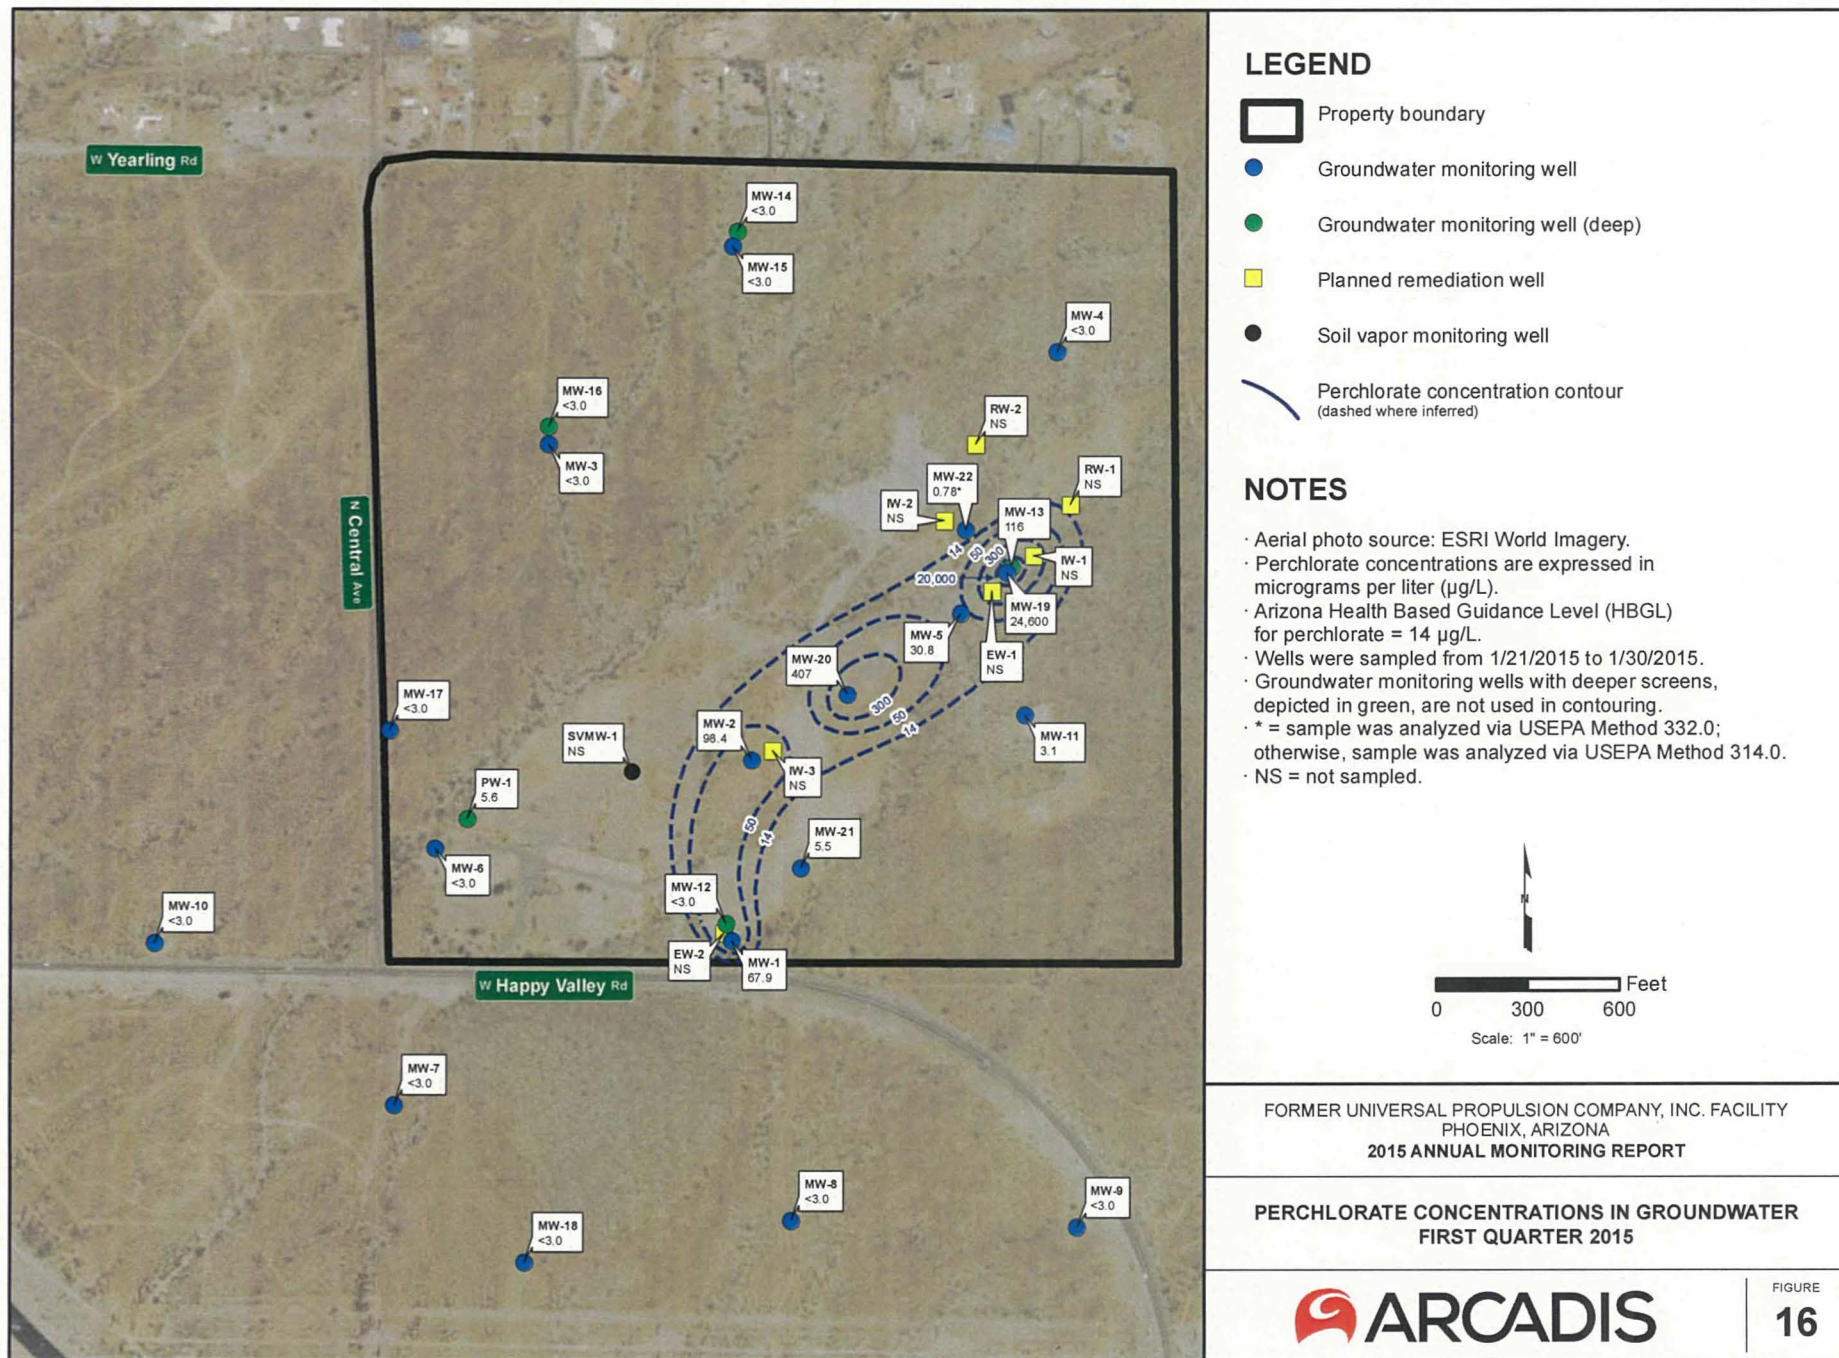 W Yearling Rd
MW-14
<3.0
MW-15
<3.0
MW-4
<3.0
MW-16
<3.0
MW-3
<3.0
RW-2
NS
RW-1
NS
MW-22
0.78*
IW-2
NS
MW-13
116
N Central Ave
14
50
300
IW-1
NS
20,000
MW-19
24,600
MW-5
30.8
EW-1
NS
MW-20
407
300
50
14
MW-17
<3.0
MW-2
98.4
SVMW-1
NS
MW-11
3.1
IW-3
NS
PW-1
5.6
50
14
MW-21
5.5
MW-6
<3.0
MW-12
<3.0
MW-10
<3.0
EW-2
NS
MW-1
67.9
W Happy Valley Rd
MW-7
<3.0
MW-8
<3.0
MW-9
<3.0
MW-18
<3.0
LEGEND
Property boundary
Groundwater monitoring well
Groundwater monitoring well (deep)
Planned remediation well
Soil vapor monitoring well
Perchlorate concentration contour
(dashed where inferred)
NOTES
· Aerial photo source: ESRI World Imagery.
· Perchlorate concentrations are expressed in
micrograms per liter (µg/L).
· Arizona Health Based Guidance Level (HBGL)
for perchlorate = 14 µg/L.
· Wells were sampled from 1/21/2015 to 1/30/2015.
· Groundwater monitoring wells with deeper screens,
depicted in green, are not used in contouring.
· * = sample was analyzed via USEPA Method 332.0;
otherwise, sample was analyzed via USEPA Method 314.0.
· NS = not sampled.
N
Feet
0 300 600
Scale: 1" = 600'
FORMER UNIVERSAL PROPULSION COMPANY, INC. FACILITY
PHOENIX, ARIZONA
2015 ANNUAL MONITORING REPORT
PERCHLORATE CONCENTRATIONS IN GROUNDWATER
FIRST QUARTER 2015
ARCADIS
FIGURE
16